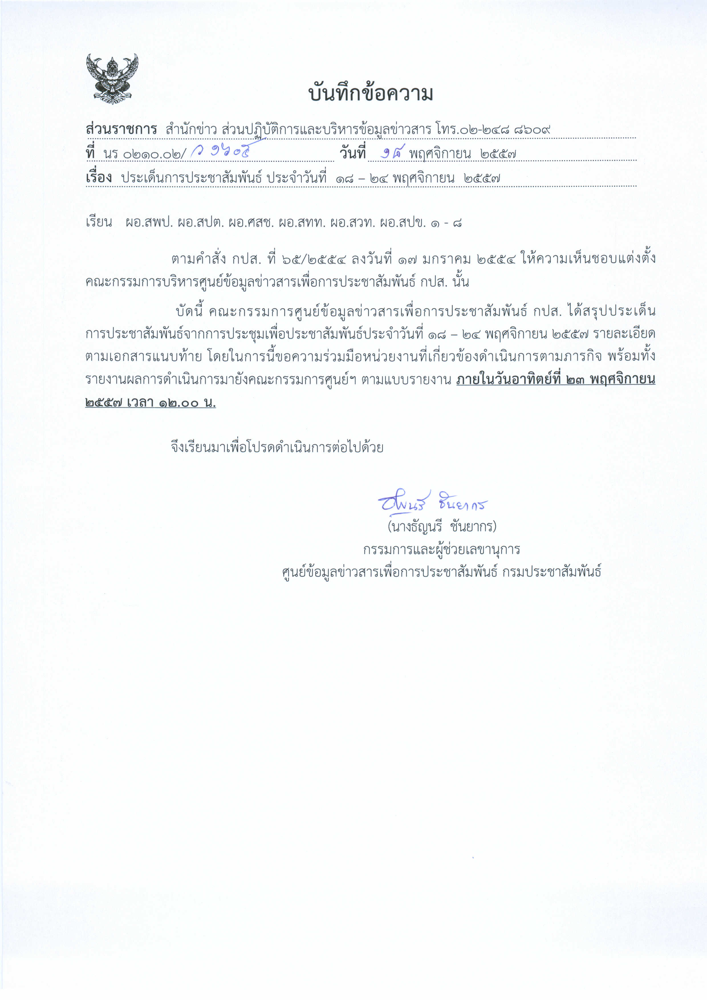 บันทึกข้อความ
ส่วนราชการ สำนักข่าว ส่วนปฏิบัติการและบริหารข้อมูลข่าวสาร โทร.๐๒-๒๔๘ ๘๖๐๙
ที่ นร ๐๒๑๐.๐๒/ ว ๑๖๐๕ วันที่ ๑๘ พฤศจิกายน ๒๕๕๗
เรื่อง ประเด็นการประชาสัมพันธ์ ประจำวันที่ ๑๘ – ๒๔ พฤศจิกายน ๒๕๕๗
เรียน ผอ.สพป. ผอ.สปต. ผอ.ศสช. ผอ.สทท. ผอ.สวท. ผอ.สปข. ๑ - ๘
ตามคำสั่ง กปส. ที่ ๖๕/๒๕๕๔ ลงวันที่ ๑๗ มกราคม ๒๕๕๔ ให้ความเห็นชอบแต่งตั้ง
คณะกรรมการบริหารศูนย์ข้อมูลข่าวสารเพื่อการประชาสัมพันธ์ กปส. นั้น
บัดนี้ คณะกรรมการศูนย์ข้อมูลข่าวสารเพื่อการประชาสัมพันธ์ กปส. ได้สรุปประเด็น
การประชาสัมพันธ์จากการประชุมเพื่อประชาสัมพันธ์ประจำวันที่ ๑๘ – ๒๔ พฤศจิกายน ๒๕๕๗ รายละเอียด
ตามเอกสารแนบท้าย โดยในการนี้ขอความร่วมมือหน่วยงานที่เกี่ยวข้องดำเนินการตามภารกิจ พร้อมทั้ง
รายงานผลการดำเนินการมายังคณะกรรมการศูนย์ฯ ตามแบบรายงาน ภายในวันอาทิตย์ที่ ๒๓ พฤศจิกายน
๒๕๕๗ เวลา ๑๒.๐๐ น.
จึงเรียนมาเพื่อโปรดดำเนินการต่อไปด้วย
ธัญนรี ชันยากร
(นางธัญนรี ชันยากร)
กรรมการและผู้ช่วยเลขานุการ
ศูนย์ข้อมูลข่าวสารเพื่อการประชาสัมพันธ์ กรมประชาสัมพันธ์